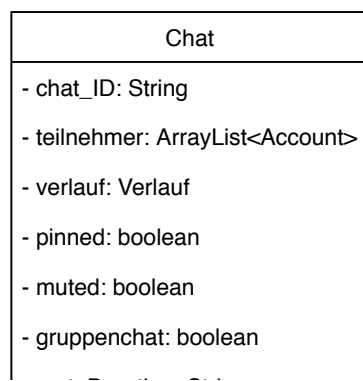 Chat
- chat_ID: String
- teilnehmer: ArrayList<Account>
- verlauf: Verlauf
- pinned: boolean
- muted: boolean
- gruppenchat: boolean